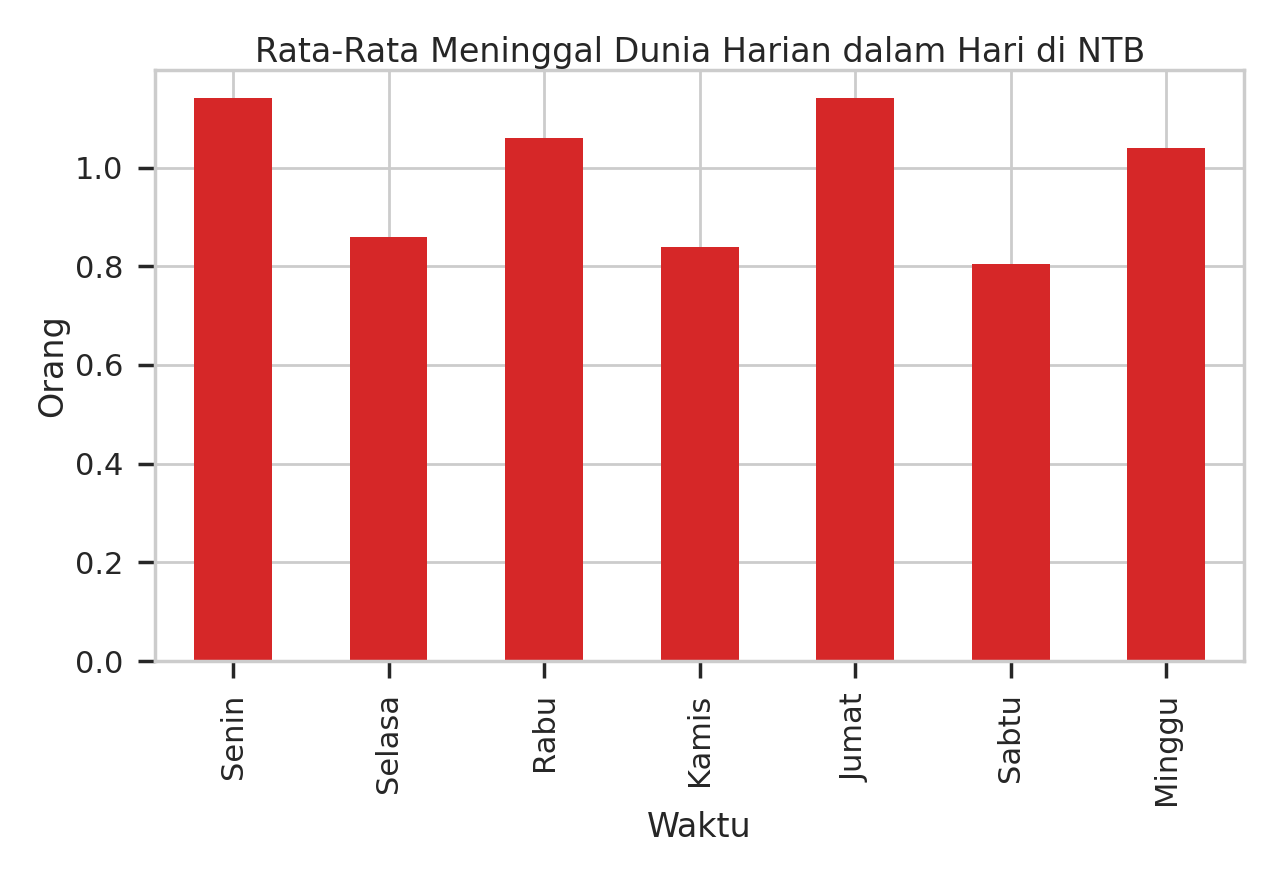 Rata-Rata Meninggal Dunia Harian dalam Hari di NTB
Orang
1.0
0.8
0.6
0.4
0.2
0.0
Senin
Selasa
Rabu
Kamis
Jumat
Sabtu
Minggu
Waktu